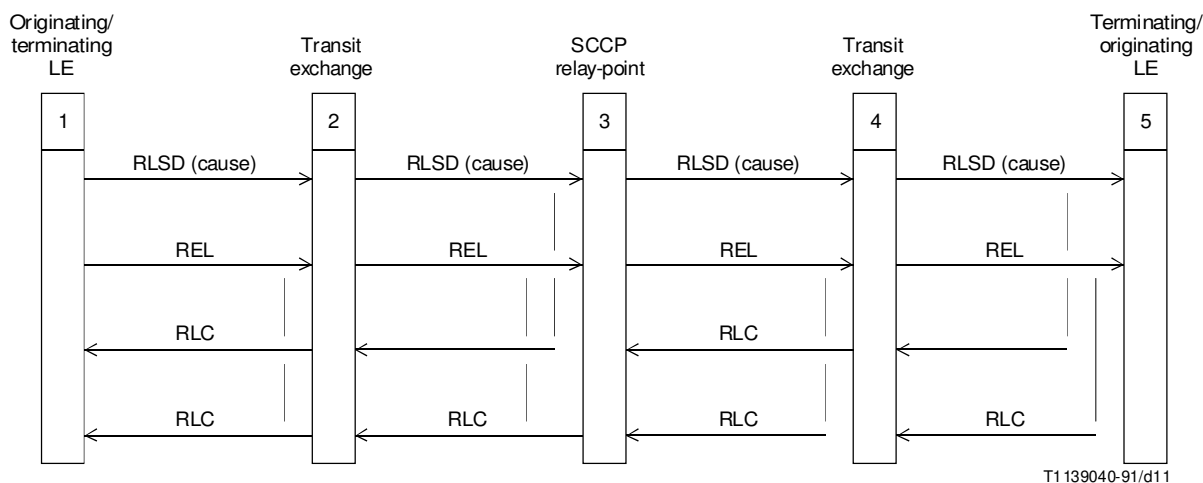 Originating/
terminating
LE
Transit
exchange
SCCP
relay-point
Transit
exchange
Terminating/
originating
LE
1
2
3
4
5
RLSD (cause)
RLSD (cause)
RLSD (cause)
RLSD (cause)
REL
REL
REL
REL
RLC
RLC
RLC
RLC
RLC
RLC
T1139040-91/d11